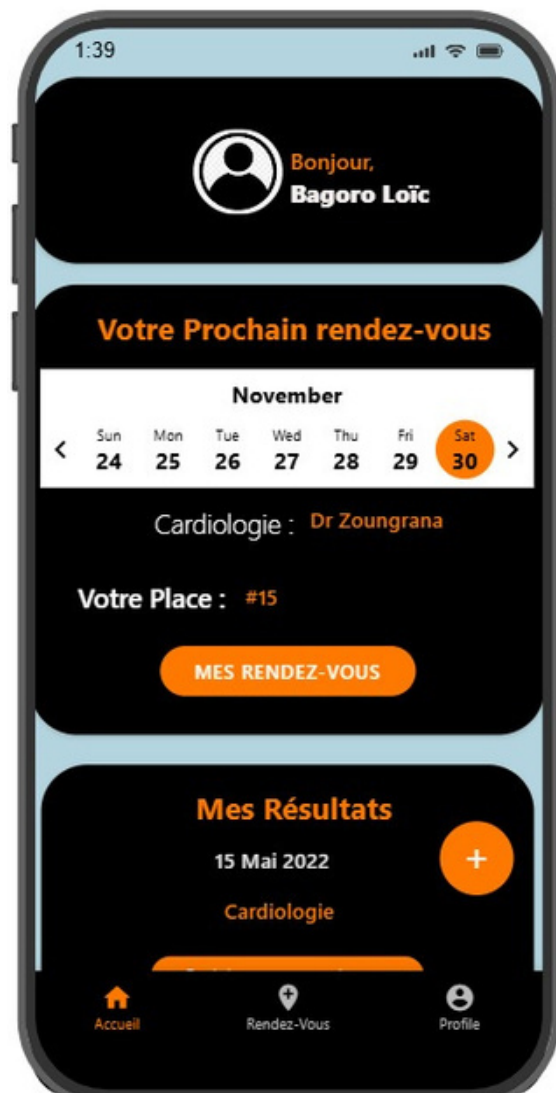 1:39
Bonjour,
Bagoro Loïc
Votre Prochain rendez-vous
November
Sun Mon Tue Wed Thu Fri Sat
24 25 26 27 28 29 30
Cardiologie : Dr Zoungrana
Votre Place : #15
MES RENDEZ-VOUS
Mes Résultats
15 Mai 2022
+
Cardiologie
Accueil Rendez-Vous Profile